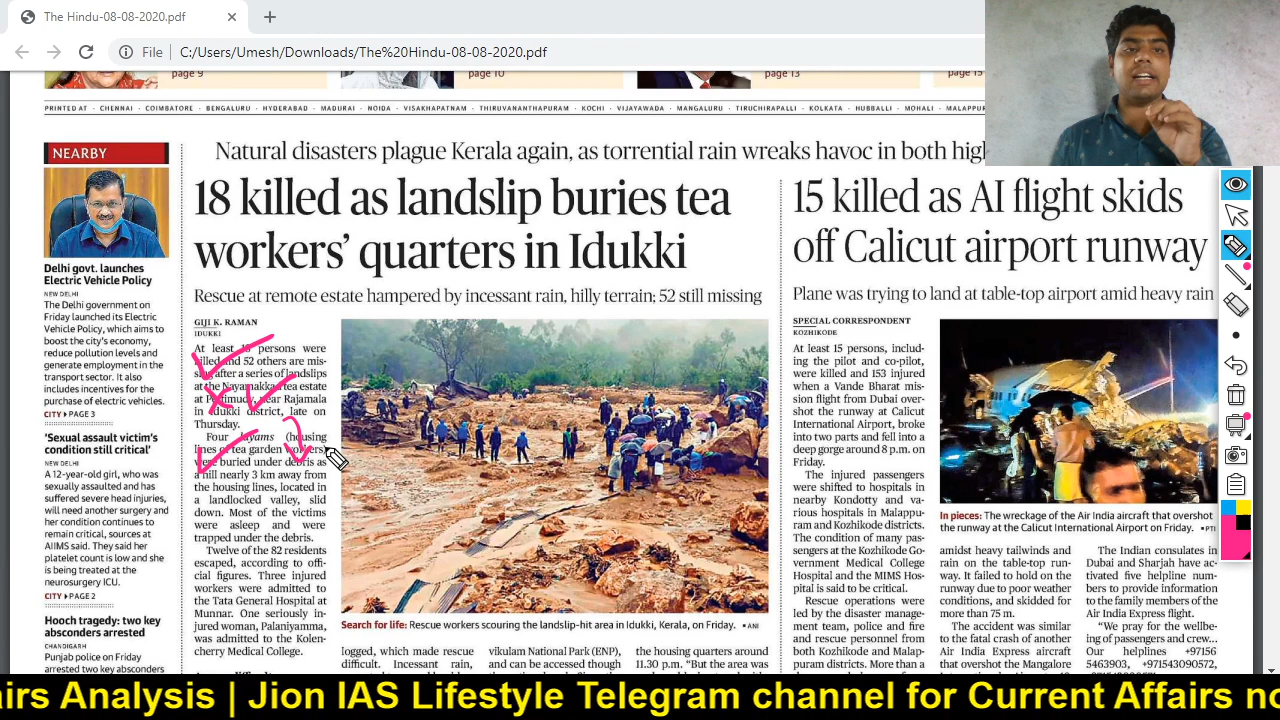 The Hindu-08-08-2020.pdf
File
C:/Users/Umesh/Downloads/The%20Hindu-08-08-2020.pdf
page 9
page 10
page 13
page 15
PRINTED AT · CHENNAI · COIMBATORE · BENGALURU · HYDERABAD · MADURAI · NOIDA · VISAKHAPATNAM · THIRUVANANTHAPURAM · KOCHI · VIJAYAWADA · MANGALURU · TIRUCHIRAPALLI · KOLKATA · HUBBALLI · MOHALI · MALAPPUR
NEARBY
Delhi govt. launches
Electric Vehicle Policy
NEW DELHI
The Delhi government on
Friday launched its Electric
Vehicle Policy, which aims to
boost the city's economy,
reduce pollution levels and
generate employment in the
transport sector. It also
includes incentives for the
purchase of electric vehicles.
CITY ▸ PAGE 3
'Sexual assault victim's
condition still critical'
NEW DELHI
A 12-year-old girl, who was
sexually assaulted and has
suffered severe head injuries,
will need another surgery and
her condition continues to
remain critical, sources at
AIIMS said. They said her
platelet count is low and she
is being treated at the
neurosurgery ICU.
CITY ▸ PAGE 2
Hooch tragedy: two key
absconders arrested
CHANDIGARH
Punjab police on Friday
arrested two key absconders
Natural disasters plague Kerala again, as torrential rain wreaks havoc in both hig
18 killed as landslip buries tea
workers' quarters in Idukki
Rescue at remote estate hampered by incessant rain, hilly terrain; 52 still missing
GIJI K. RAMAN
IDUKKI
At least 18 persons were
killed and 52 others are mis-
sing after a series of landslips
at the Nayamakkad tea estate
at Pettimudy, near Rajamala
in Idukki district, late on
Thursday.
Four layams (housing
lines of tea garden workers)
were buried under debris as
a hill nearly 3 km away from
the housing lines, located in
a landlocked valley, slid
down. Most of the victims
were asleep and were
trapped under the debris.
Twelve of the 82 residents
escaped, according to offi-
cial figures. Three injured
workers were admitted to
the Tata General Hospital at
Munnar. One seriously in-
jured woman, Palaniyamma,
was admitted to the Kolen-
cherry Medical College.
Search for life: Rescue workers scouring the landslip-hit area in Idukki, Kerala, on Friday. • ANI
logged, which made rescue
difficult. Incessant rain,
vikulam National Park (ENP),
and can be accessed though
the housing quarters around
11.30 p.m. "But the area was
15 killed as AI flight skids
off Calicut airport runway
Plane was trying to land at table-top airport amid heavy rain
SPECIAL CORRESPONDENT
KOZHIKODE
At least 15 persons, includ-
ing the pilot and co-pilot,
were killed and 153 injured
when a Vande Bharat mis-
sion flight from Dubai over-
shot the runway at Calicut
International Airport, broke
into two parts and fell into a
deep gorge around 8 p.m. on
Friday.
The injured passengers
were shifted to hospitals in
nearby Kondotty and va-
rious hospitals in Malappu-
ram and Kozhikode districts.
The condition of many pas-
sengers at the Kozhikode Go-
vernment Medical College
Hospital and the MIMS Hos-
pital is said to be critical.
Rescue operations were
led by the disaster manage-
ment team, police and fire
and rescue personnel from
both Kozhikode and Malap-
puram districts. More than a
In pieces: The wreckage of the Air India aircraft that overshot
the runway at the Calicut International Airport on Friday. • PTI
amidst heavy tailwinds and
rain on the table-top run-
way. It failed to hold on the
runway due to poor weather
conditions, and skidded for
more than 75 m.
The accident was similar
to the fatal crash of another
Air India Express aircraft
that overshot the Mangalore
The Indian consulates in
Dubai and Sharjah have ac-
tivated five helpline num-
bers to provide information
to the family members of the
Air India Express flight.
"We pray for the wellbe-
ing of passengers and crew...
Our helplines +97156
5463903, +971543090572,
airs Analysis | Jion IAS Lifestyle Telegram channel for Current Affairs no